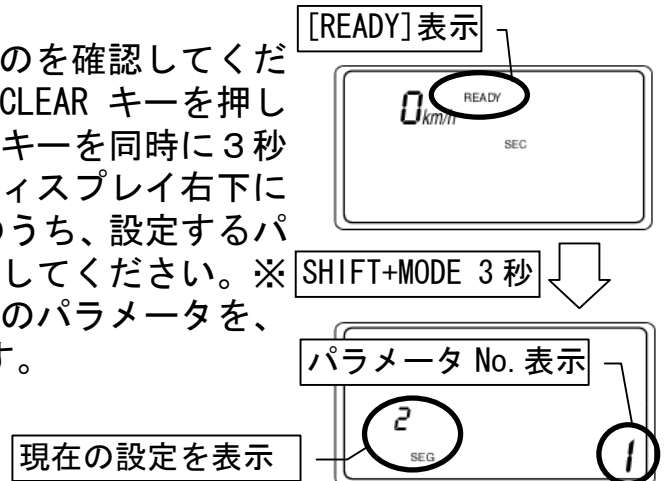 [READY]表示
のを確認してくだ
CLEAR キーを押し
キーを同時に３秒
ィスプレイ右下に
のうち、設定するパ
してください。※
のパラメータを、
す。
0km/h
READY
SEC
SHIFT+MODE 3 秒
パラメータ No. 表示
2
SEG
1
現在の設定を表示